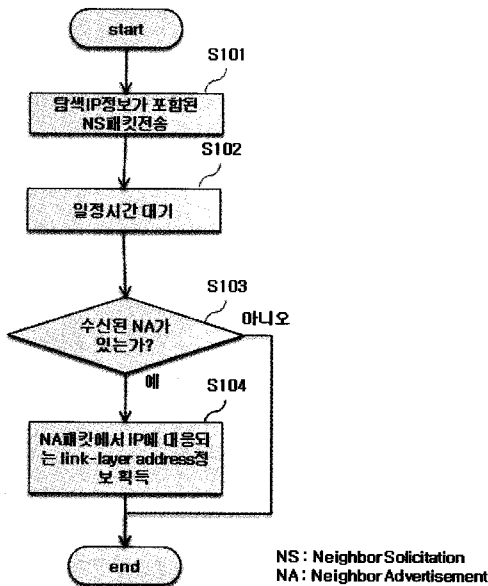 start
S101
탐색IP정보가 포함된
NS패킷전송
S102
일정시간 대기
S103
수신된 NA가
있는가?
아니오
예
S104
NA패킷에서 IP에 대응되
는 link-layer address정
보 획득
end
NS : Neighbor Solicitation
NA : Neighbor Advertisement